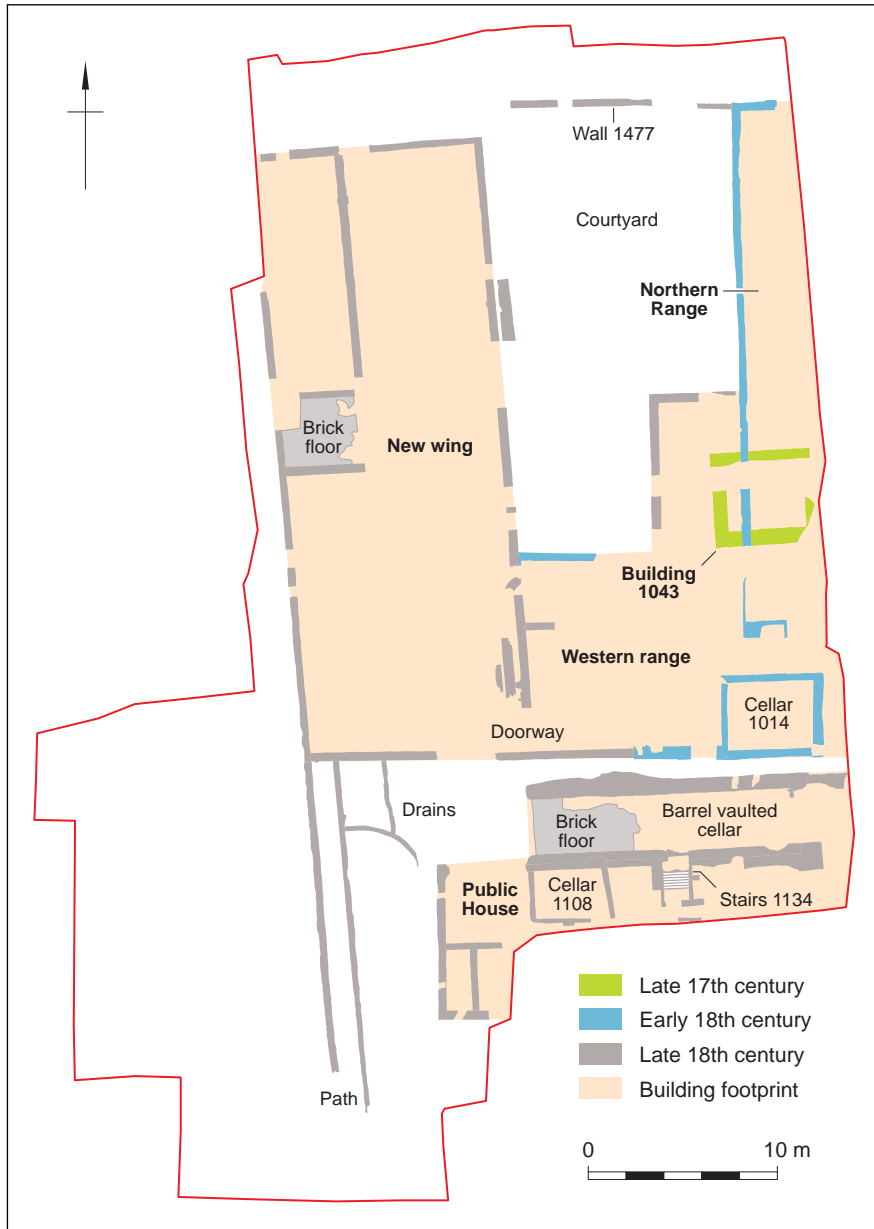 Wall 1477
Courtyard
Northern
Range
Brick
floor
New wing
Building
1043
Western range
Cellar
1014
Doorway
Drains
Brick
floor
Barrel vaulted
cellar
Public
House
Cellar
1108
Stairs 1134
Path
Late 17th century
Early 18th century
Late 18th century
Building footprint
0
10 m